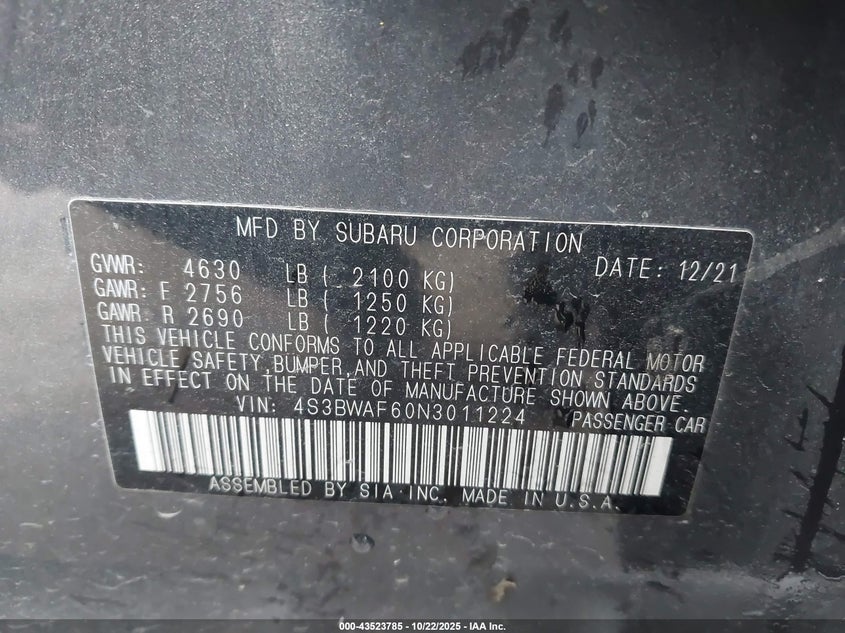 MFD BY SUBARU CORPORATION
GVWR: 4630 LB ( 2100 KG) DATE: 12/21
GAWR: F 2756 LB ( 1250 KG)
GAWR: R 2690 LB ( 1220 KG)
THIS VEHICLE CONFORMS TO ALL APPLICABLE FEDERAL MOTOR
VEHICLE SAFETY, BUMPER, AND THEFT PREVENTION STANDARDS
IN EFFECT ON THE DATE OF MANUFACTURE SHOWN ABOVE.
VIN: 4S3BWAF60N3011224 PASSENGER CAR
ASSEMBLED BY SIA INC. MADE IN U.S.A.
000-43523785 - 10/22/2025 - IAA Inc.